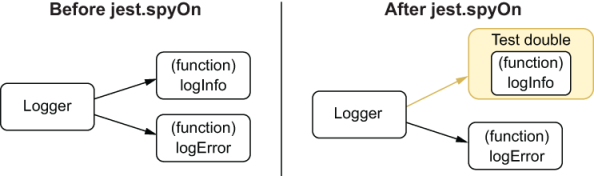 Before jest.spyOn
Logger
(function)
logInfo
(function)
logError
After jest.spyOn
Logger
Test double
(function)
logInfo
(function)
logError